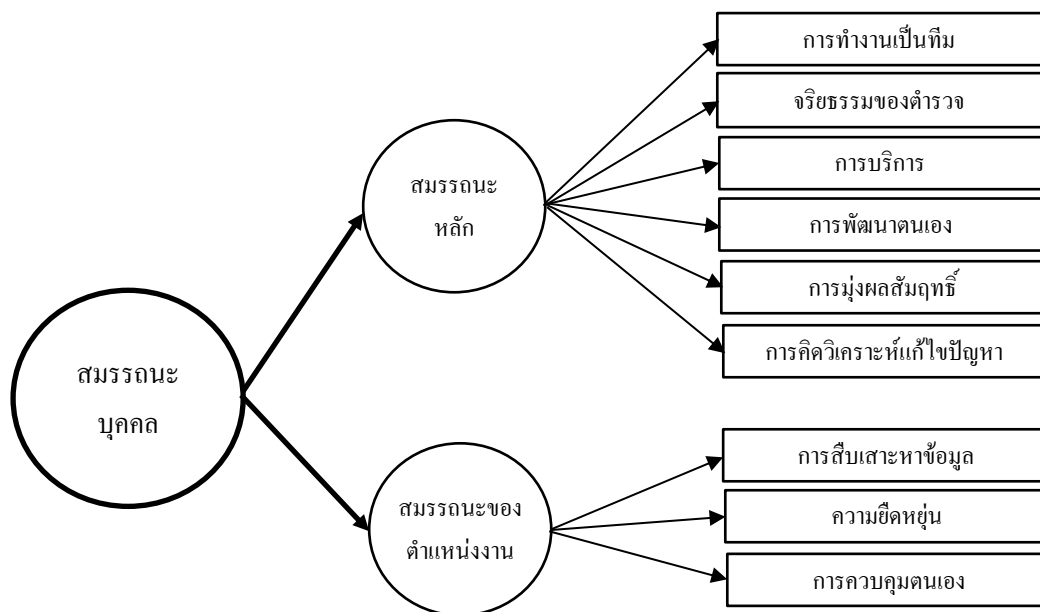 สมรรถนะ
บุคคล
สมรรถนะ
หลัก
การทำงานเป็นทีม
จริยธรรมของตำรวจ
การบริการ
การพัฒนาตนเอง
การมุ่งผลสัมฤทธิ์
การคิดวิเคราะห์แก้ไขปัญหา
สมรรถนะของ
ตำแหน่งงาน
การสืบเสาะหาข้อมูล
ความยืดหยุ่น
การควบคุมตนเอง